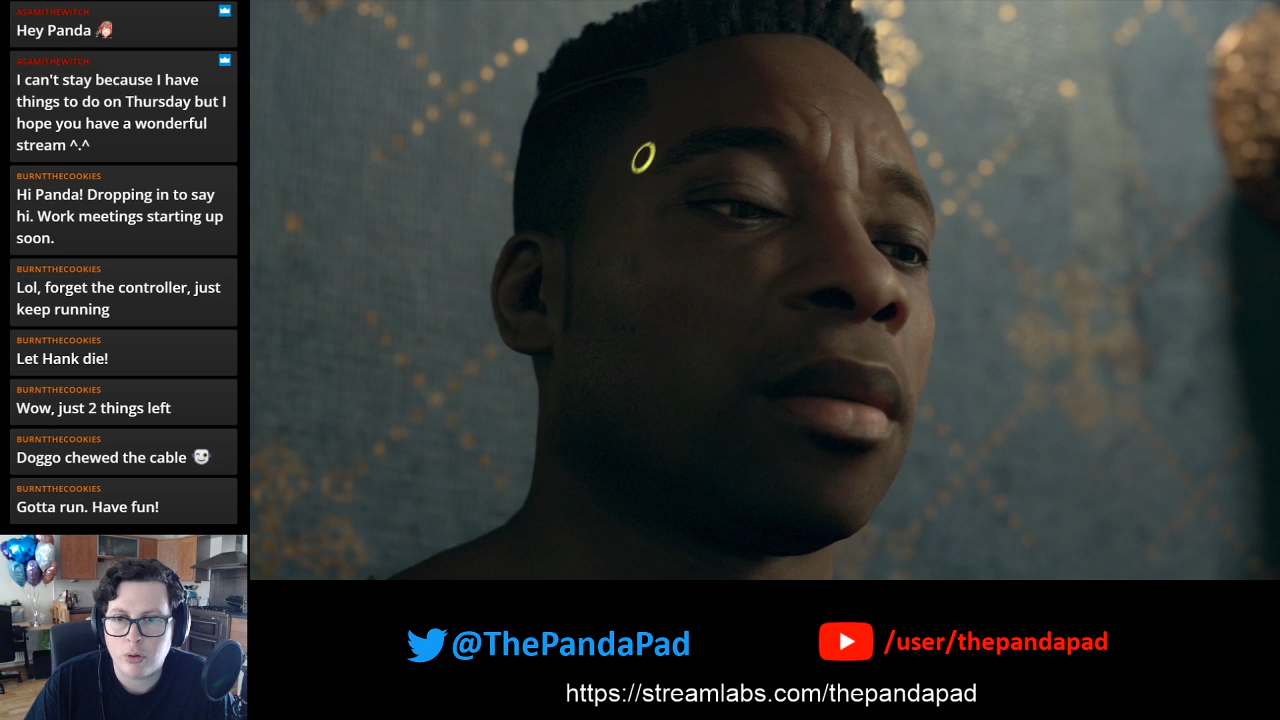 ASAMITHEWITCH
Hey Panda
ASAMITHEWITCH
I can't stay because I have
things to do on Thursday but I
hope you have a wonderful
stream ^.^
BURNTTHECOOKIES
Hi Panda! Dropping in to say
hi. Work meetings starting up
soon.
BURNTTHECOOKIES
Lol, forget the controller, just
keep running
BURNTTHECOOKIES
Let Hank die!
BURNTTHECOOKIES
Wow, just 2 things left
BURNTTHECOOKIES
Doggo chewed the cable
BURNTTHECOOKIES
Gotta run. Have fun!
@ThePandaPad
/user/thepandapad
https://streamlabs.com/thepandapad